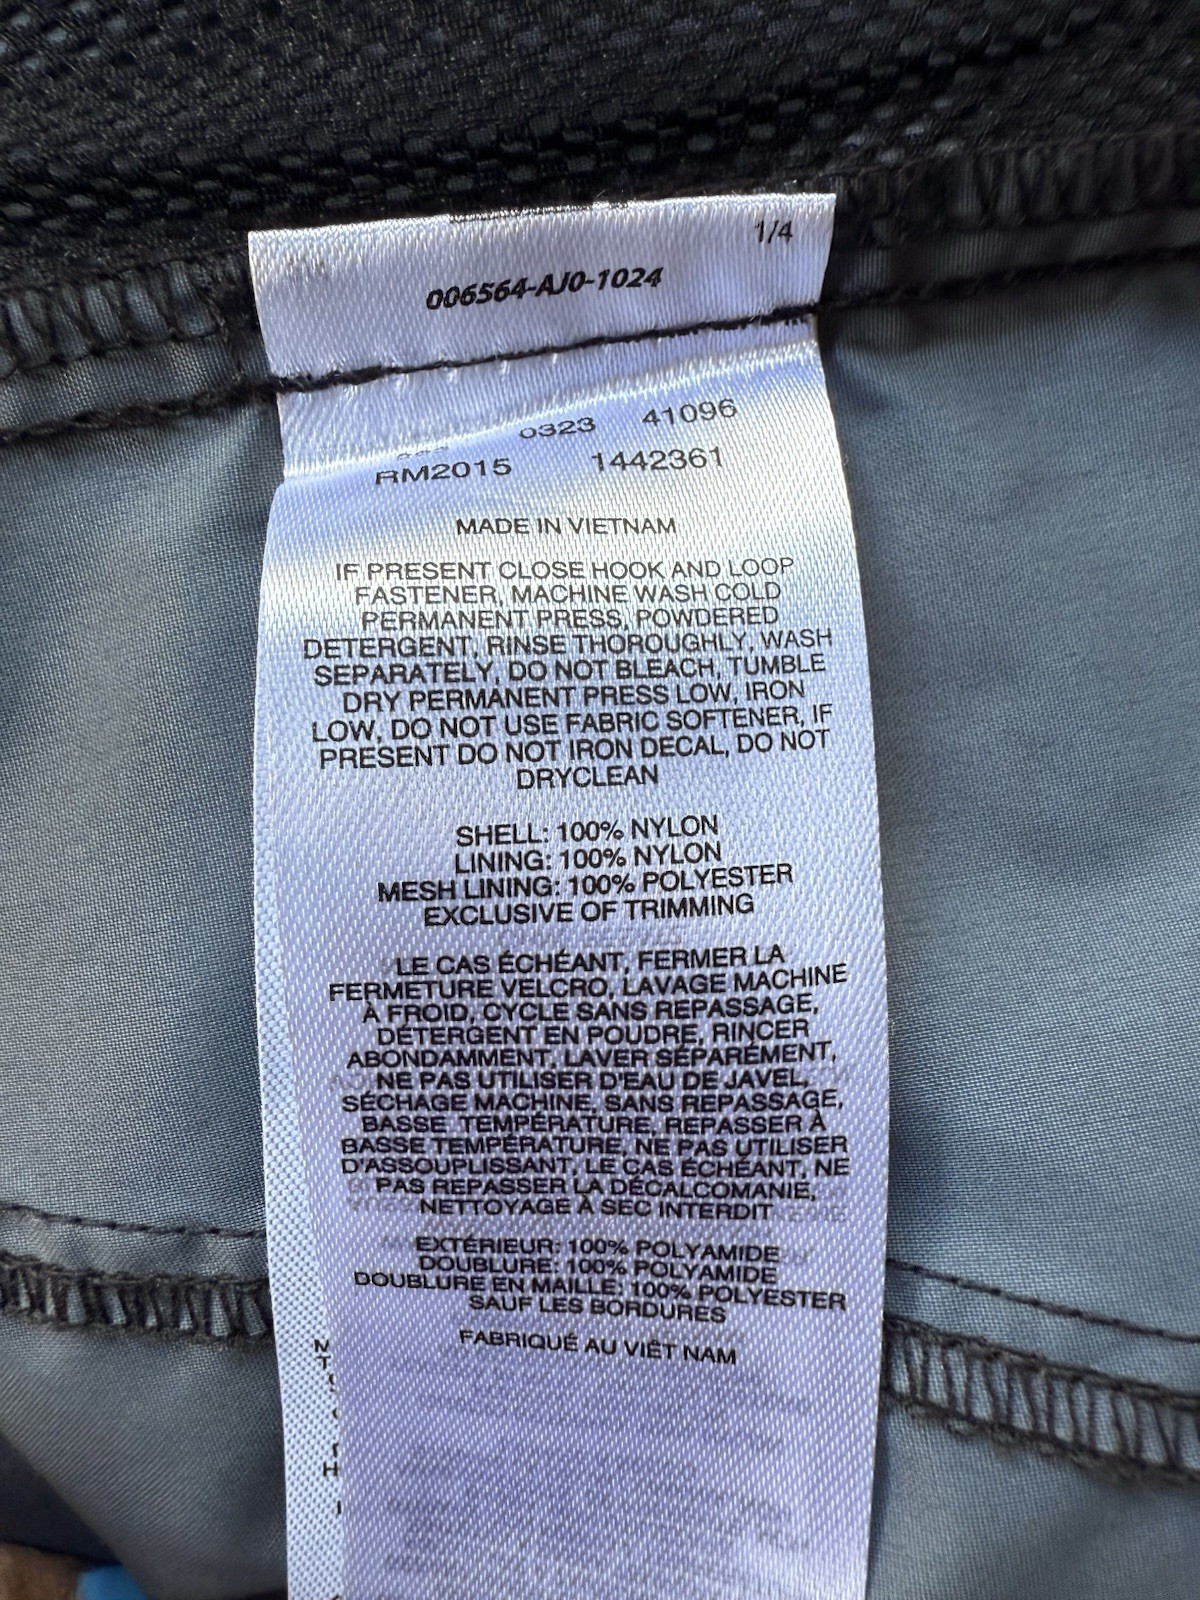 1/4
006564-AJ0-1024
0323 41096
RM2015 1442361
MADE IN VIETNAM
IF PRESENT CLOSE HOOK AND LOOP
FASTENER, MACHINE WASH COLD
PERMANENT PRESS, POWDERED
DETERGENT, RINSE THOROUGHLY, WASH
SEPARATELY, DO NOT BLEACH, TUMBLE
DRY PERMANENT PRESS LOW, IRON
LOW, DO NOT USE FABRIC SOFTENER, IF
PRESENT DO NOT IRON DECAL, DO NOT
DRYCLEAN
SHELL: 100% NYLON
LINING: 100% NYLON
MESH LINING: 100% POLYESTER
EXCLUSIVE OF TRIMMING
LE CAS ÉCHÉANT, FERMER LA
FERMETURE VELCRO, LAVAGE MACHINE
À FROID, CYCLE SANS REPASSAGE,
DÉTERGENT EN POUDRE, RINCER
ABONDAMMENT, LAVER SÉPARÉMENT,
NE PAS UTILISER D'EAU DE JAVEL,
SÉCHAGE MACHINE, SANS REPASSAGE,
BASSE TEMPÉRATURE, REPASSER À
BASSE TEMPÉRATURE, NE PAS UTILISER
D'ASSOUPLISSANT, LE CAS ÉCHÉANT, NE
PAS REPASSER LA DÉCALCOMANIE,
NETTOYAGE À SEC INTERDIT
EXTÉRIEUR: 100% POLYAMIDE
DOUBLURE: 100% POLYAMIDE
DOUBLURE EN MAILLE: 100% POLYESTER
SAUF LES BORDURES
FABRIQUÉ AU VIÊT NAM